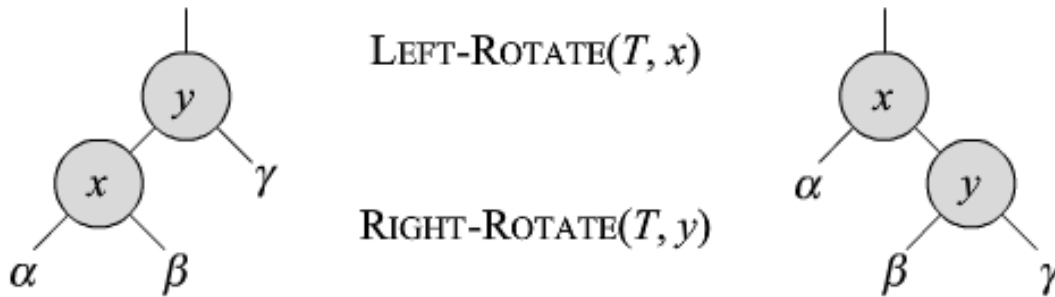 LEFT-ROTATE(T, x)
y
x
x
γ
α
y
RIGHT-ROTATE(T, y)
α
β
β
γ